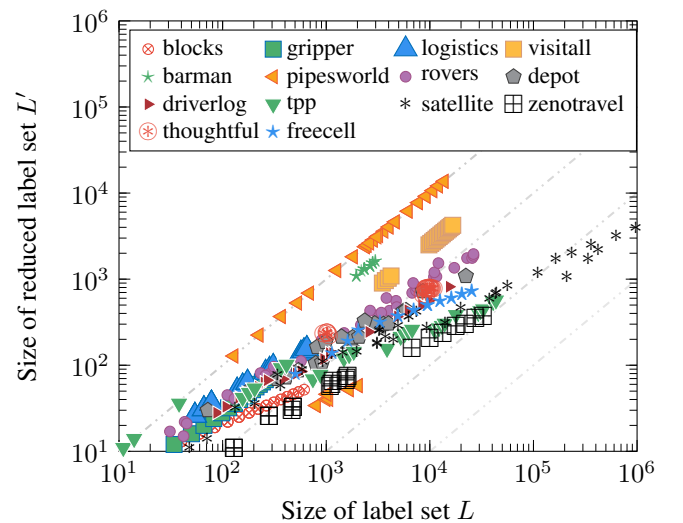 10^6
10^5
10^4
10^3
10^2
10^1
Size of reduced label set L′
blocks gripper logistics visitall
barman pipesworld rovers depot
driverlog tpp satellite zenotravel
thoughtful freecell
10^1 10^2 10^3 10^4 10^5 10^6
Size of label set L